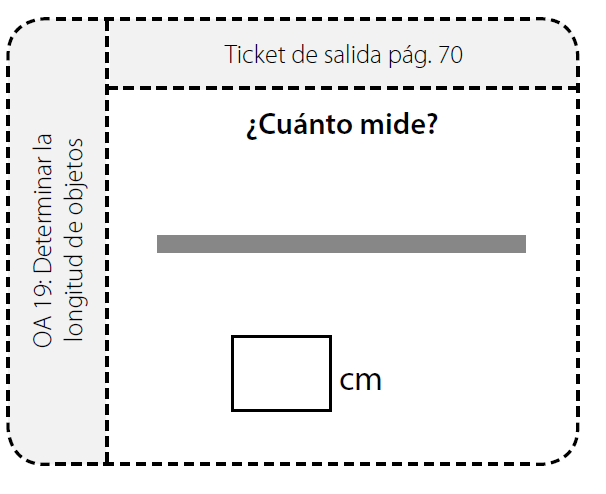 Ticket de salida pág. 70
OA 19: Determinar la
longitud de objetos
¿Cuánto mide?
cm